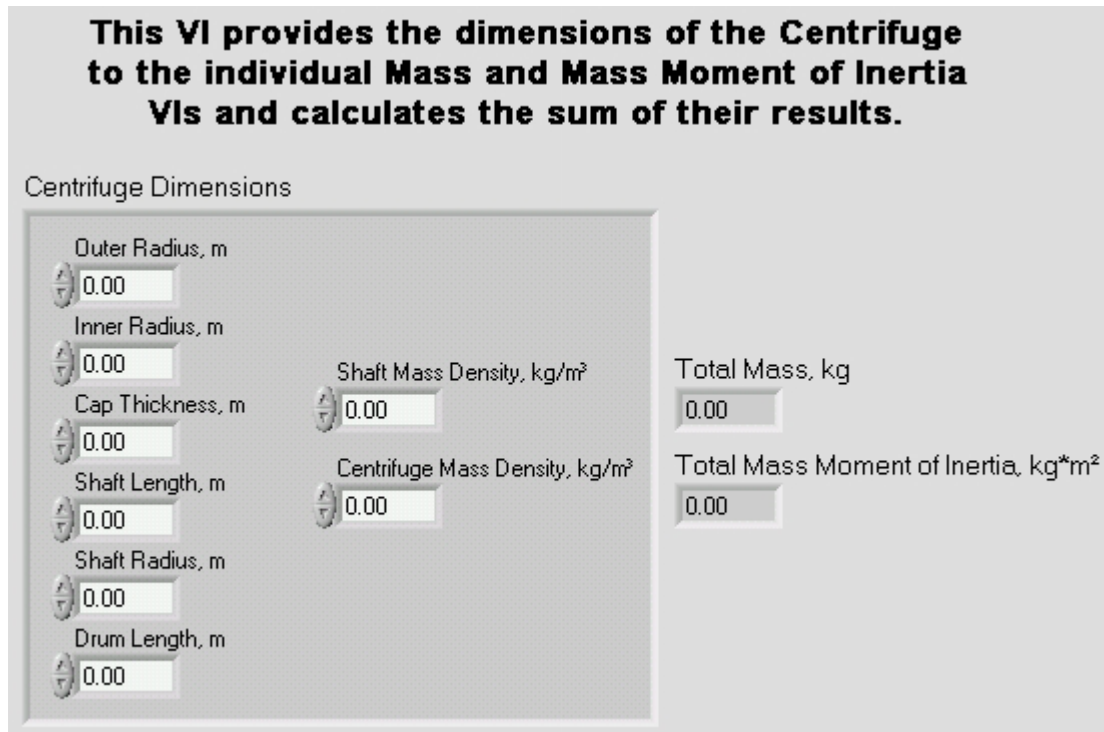 This VI provides the dimensions of the Centrifuge
to the individual Mass and Mass Moment of Inertia
VIs and calculates the sum of their results.
Centrifuge Dimensions
Outer Radius, m
0.00
Inner Radius, m
0.00
Cap Thickness, m
0.00
Shaft Length, m
0.00
Shaft Radius, m
0.00
Drum Length, m
0.00
Shaft Mass Density, kg/m³
0.00
Centrifuge Mass Density, kg/m³
0.00
Total Mass, kg
0.00
Total Mass Moment of Inertia, kg*m²
0.00